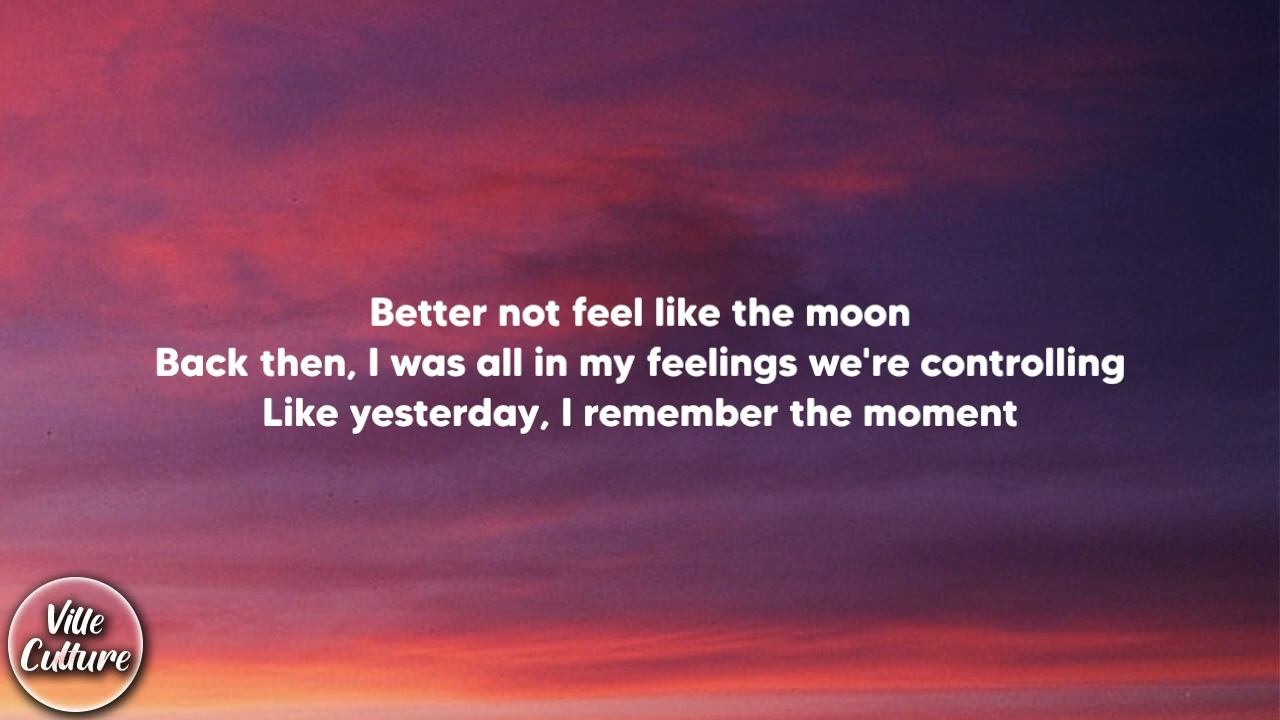 Better not feel like the moon
Back then, I was all in my feelings we're controlling
Like yesterday, I remember the moment
Ville
Culture